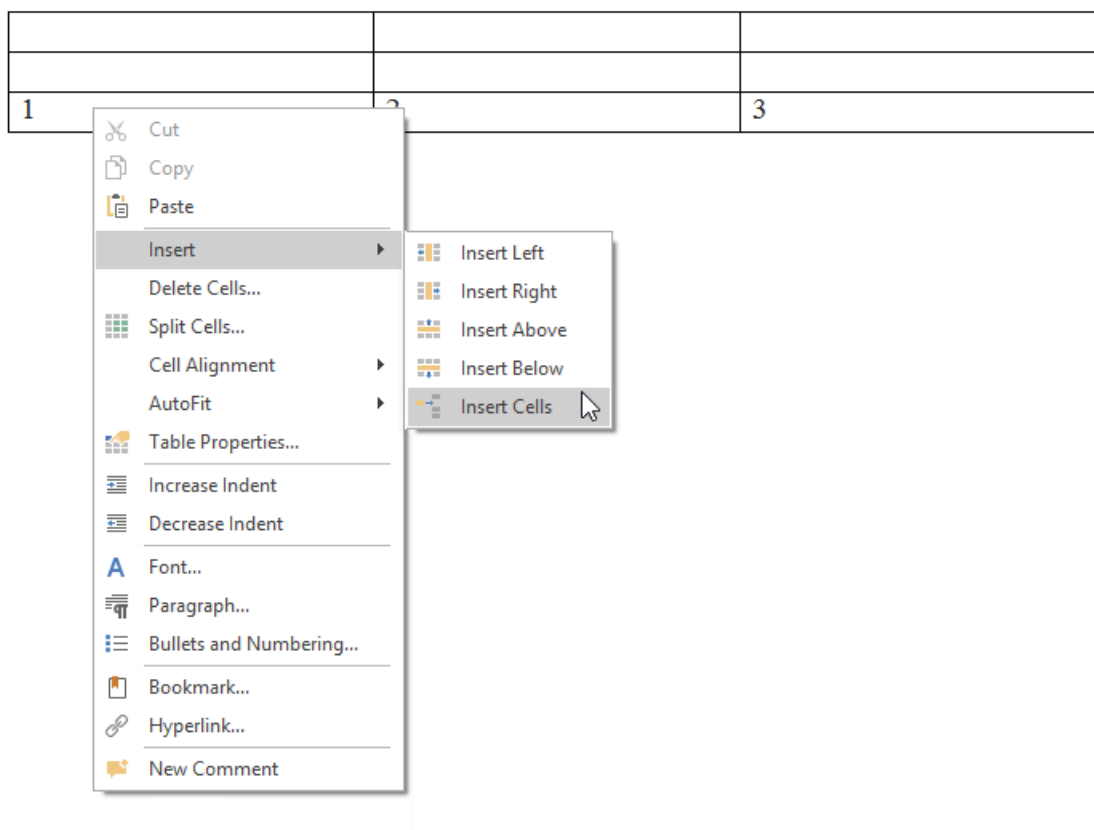 1 2 3
Cut
Copy
Paste
Insert
Delete Cells...
Split Cells...
Cell Alignment
AutoFit
Table Properties...
Increase Indent
Decrease Indent
Font...
Paragraph...
Bullets and Numbering...
Bookmark...
Hyperlink...
New Comment
Insert Left
Insert Right
Insert Above
Insert Below
Insert Cells